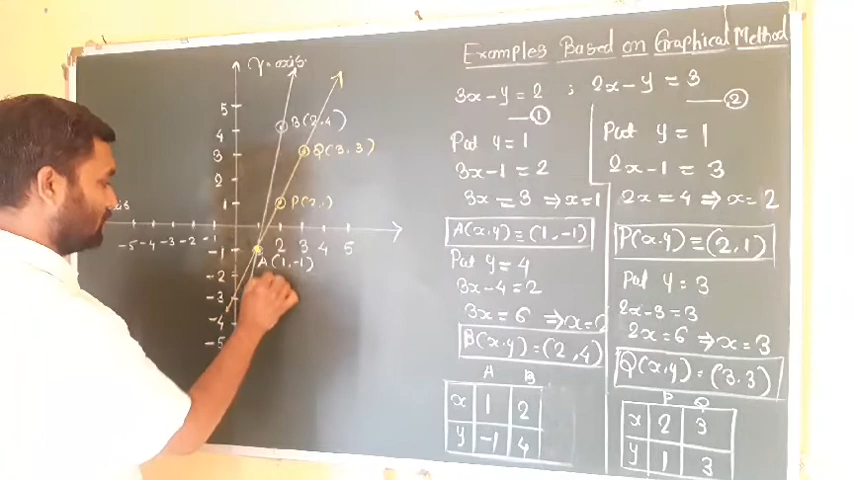 Examples Based on Graphical Method
3x-y=2 ; 2x-y=3
—① —②
Put y=1
3x-1=2
3x=3 ⇒x=1
A(x,y)=(1,-1)
Put y=4
3x-4=2
3x=6 ⇒x=2
B(x,y)=(2,4)
A B
x 1 2
y -1 4
Put y=1
2x-1=3
2x=4 ⇒x=2
P(x,y)=(2,1)
Put y=3
2x-3=3
2x=6 ⇒x=3
Q(x,y)=(3,3)
P Q
x 2 3
y 1 3
Y-axis
5
4 B(2,4)
3 Q(3,3)
2
1 P(2,1)
xis
-5 -4 -3 -2 -1 2 3 4 5
-1
A(1,-1)
-2
-3
-4
-5